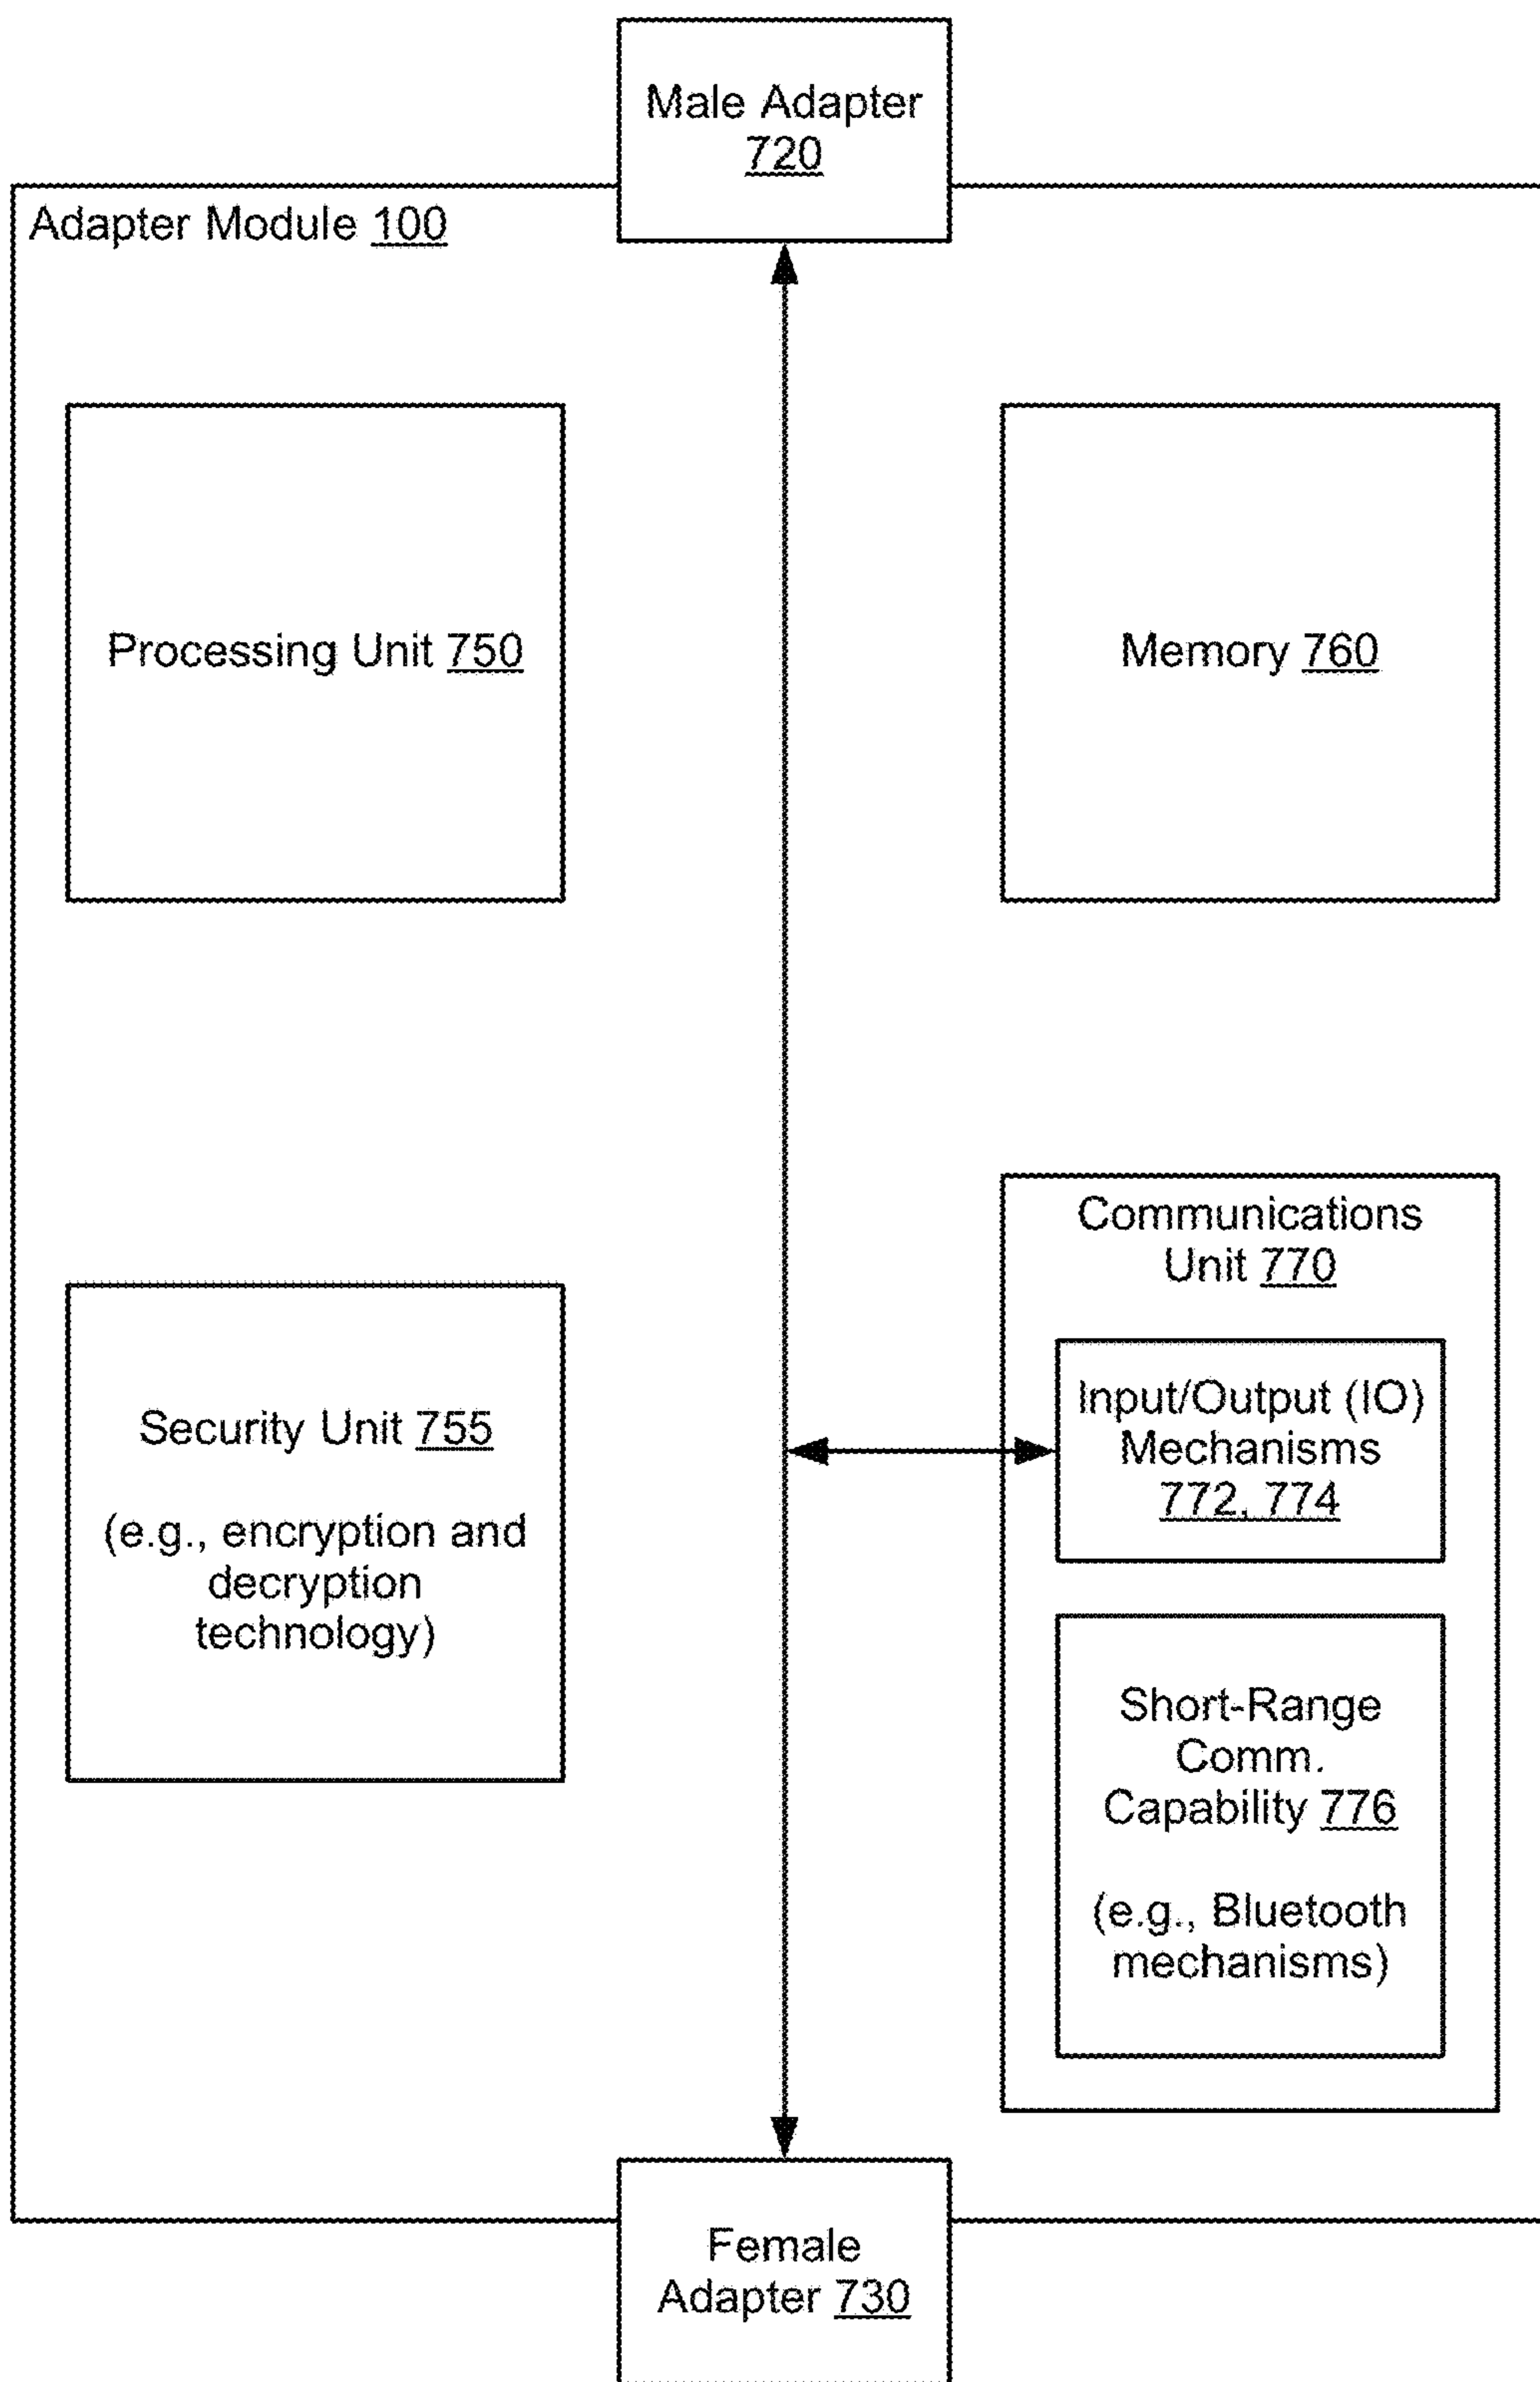 Male Adapter
720
Adapter Module 100
Processing Unit 750
Memory 760
Communications
Unit 770
Input/Output (IO)
Mechanisms
772, 774
Security Unit 755
(e.g., encryption and
decryption
technology)
Short-Range
Comm.
Capability 776
(e.g., Bluetooth
mechanisms)
Female
Adapter 730